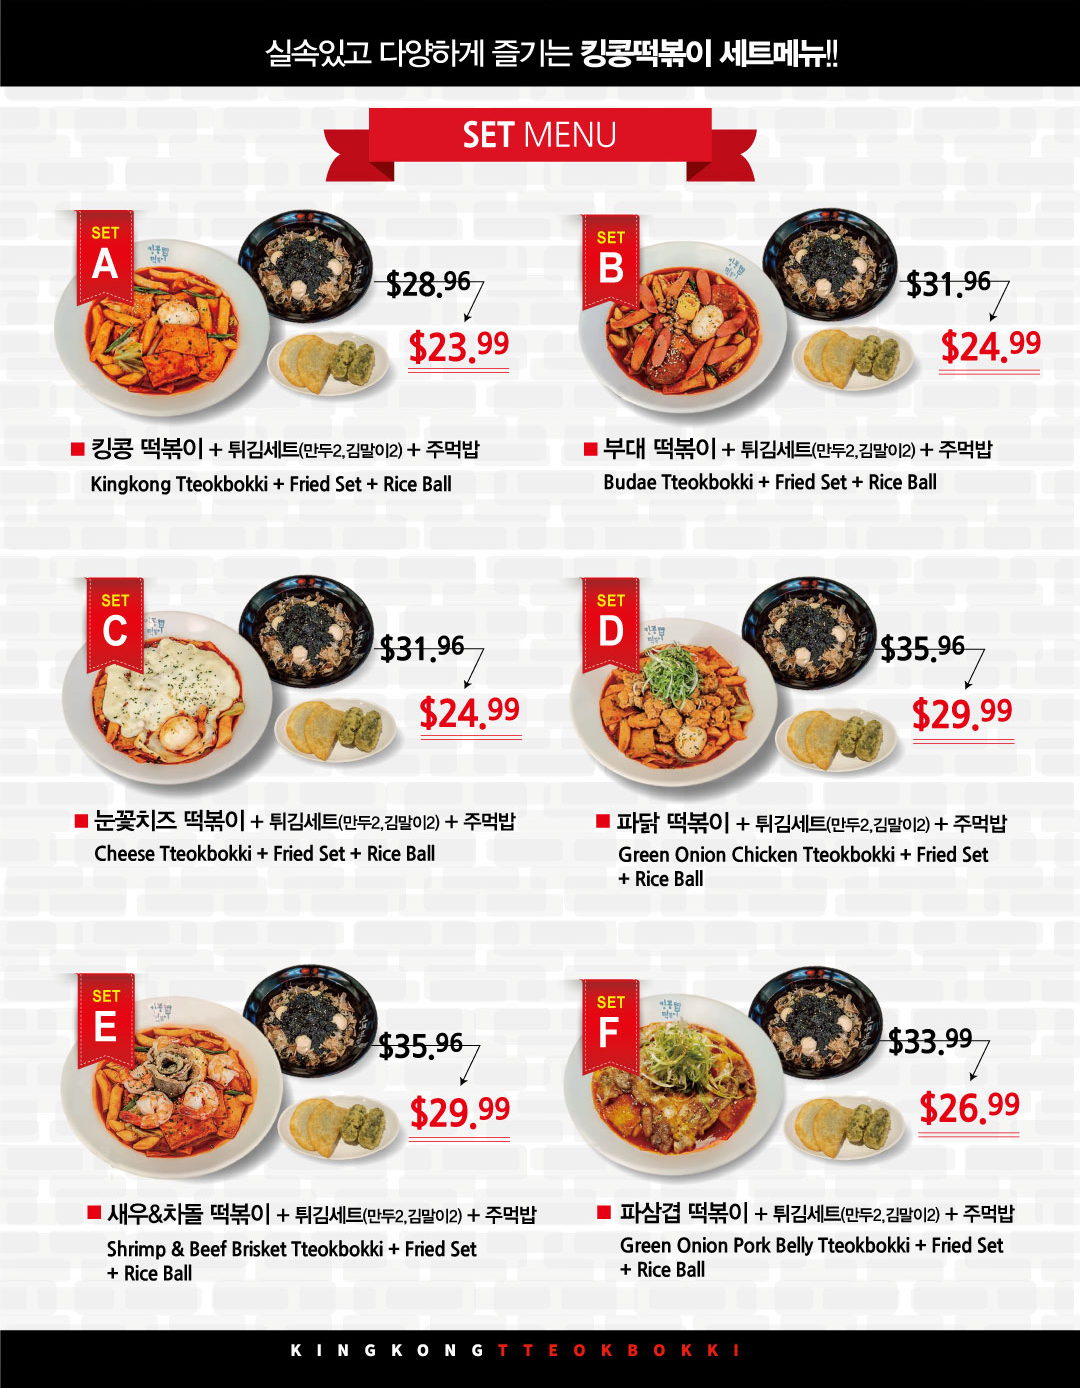 실속있고 다양하게 즐기는 킹콩떡볶이 세트메뉴!!
SET MENU
SET
A
$28.96
$23.99
킹콩 떡볶이 + 튀김세트(만두2,김말이2) + 주먹밥
Kingkong Tteokbokki + Fried Set + Rice Ball
SET
B
$31.96
$24.99
부대 떡볶이 + 튀김세트(만두2,김말이2) + 주먹밥
Budae Tteokbokki + Fried Set + Rice Ball
SET
C
$31.96
$24.99
눈꽃치즈 떡볶이 + 튀김세트(만두2,김말이2) + 주먹밥
Cheese Tteokbokki + Fried Set + Rice Ball
SET
D
$35.96
$29.99
파닭 떡볶이 + 튀김세트(만두2,김말이2) + 주먹밥
Green Onion Chicken Tteokbokki + Fried Set
+ Rice Ball
SET
E
$35.96
$29.99
새우&차돌 떡볶이 + 튀김세트(만두2,김말이2) + 주먹밥
Shrimp & Beef Brisket Tteokbokki + Fried Set
+ Rice Ball
SET
F
$33.99
$26.99
파삼겹 떡볶이 + 튀김세트(만두2,김말이2) + 주먹밥
Green Onion Pork Belly Tteokbokki + Fried Set
+ Rice Ball
KINGKONGTTEOKBOKKI